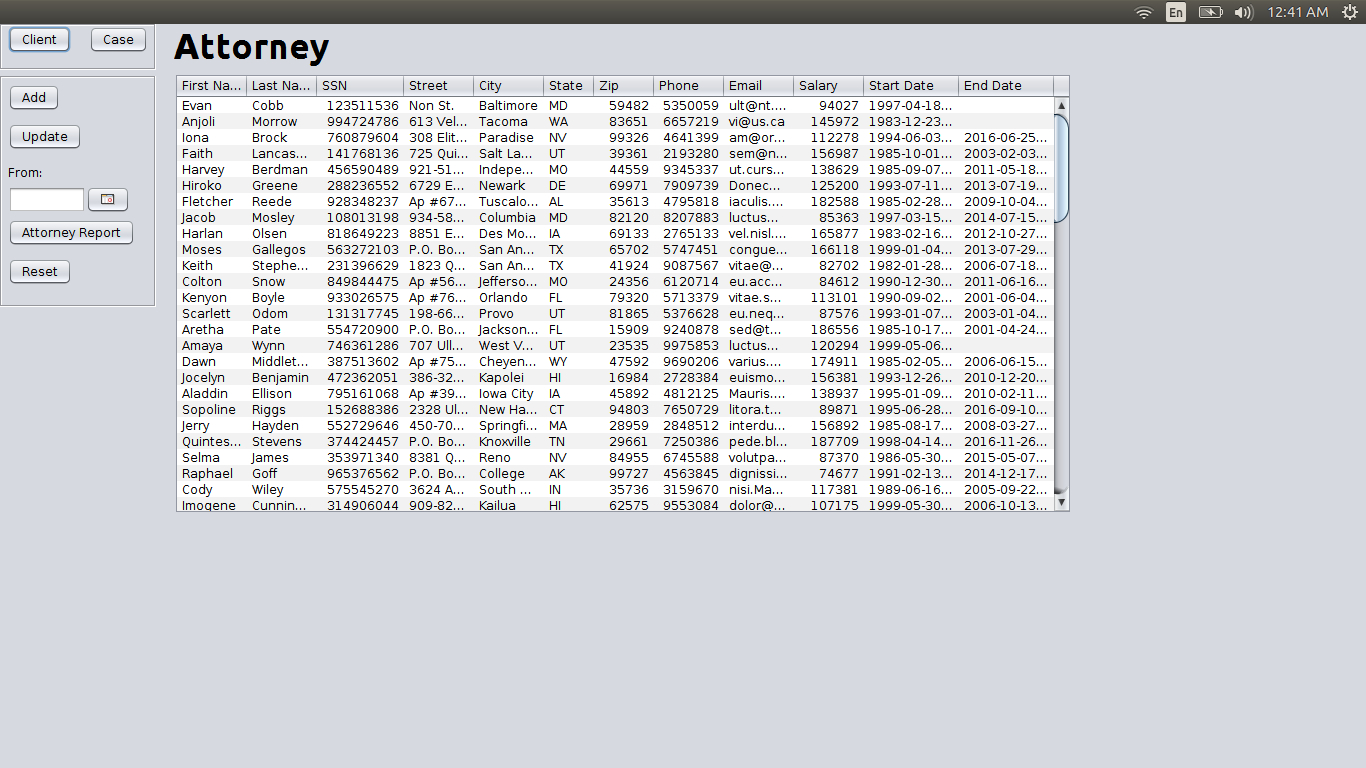 En 12:41 AM
Client Case
Attorney
Add
Update
From:
Attorney Report
Reset
First Na... Last Na... SSN Street City State Zip Phone Email Salary Start Date End Date
Evan Cobb 123511536 Non St. Baltimore MD 59482 5350059 ult@nt.... 94027 1997-04-18...
Anjoli Morrow 994724786 613 Vel... Tacoma WA 83651 6657219 vi@us.ca 145972 1983-12-23...
Iona Brock 760879604 308 Elit... Paradise NV 99326 4641399 am@or... 112278 1994-06-03... 2016-06-25...
Faith Lancas... 141768136 725 Qui... Salt La... UT 39361 2193280 sem@n... 156987 1985-10-01... 2003-02-03...
Harvey Berdman 456590489 921-51... Indepe... MO 44559 9345337 ut.curs... 138629 1985-09-07... 2011-05-18...
Hiroko Greene 288236552 6729 E... Newark DE 69971 7909739 Donec... 125200 1993-07-11... 2013-07-19...
Fletcher Reede 928348237 Ap #67... Tuscalo... AL 35613 4795818 iaculis.... 182588 1985-02-28... 2009-10-04...
Jacob Mosley 108013198 934-58... Columbia MD 82120 8207883 luctus.... 85363 1997-03-15... 2014-07-15...
Harlan Olsen 818649223 8851 E... Des Mo... IA 69133 2765133 vel.nisl.... 165877 1983-02-16... 2012-10-27...
Moses Gallegos 563272103 P.O. Bo... San An... TX 65702 5747451 congue... 166118 1999-01-04... 2013-07-29...
Keith Stephe... 231396629 1823 Q... San An... TX 41924 9087567 vitae@... 82702 1982-01-28... 2006-07-18...
Colton Snow 849844475 Ap #56... Jefferso... MO 24356 6120714 eu.acc... 84612 1990-12-30... 2011-06-16...
Kenyon Boyle 933026575 Ap #76... Orlando FL 79320 5713379 vitae.s... 113101 1990-09-02... 2001-06-04...
Scarlett Odom 131317745 198-66... Provo UT 81865 5376628 eu.neq... 87576 1993-01-07... 2003-01-04...
Aretha Pate 554720900 P.O. Bo... Jackson... FL 15909 9240878 sed@t... 186556 1985-10-17... 2001-04-24...
Amaya Wynn 746361286 707 Ull... West V... UT 23535 9975853 luctus.... 120294 1999-05-06...
Dawn Middlet... 387513602 Ap #75... Cheyen... WY 47592 9690206 varius.... 174911 1985-02-05... 2006-06-15...
Jocelyn Benjamin 472362051 386-32... Kapolei HI 16984 2728384 euismo... 156381 1993-12-26... 2010-12-20...
Aladdin Ellison 795161068 Ap #39... Iowa City IA 45892 4812125 Mauris.... 138937 1995-01-09... 2010-02-11...
Sopoline Riggs 152688386 2328 Ul... New Ha... CT 94803 7650729 litora.t... 89871 1995-06-28... 2016-09-10...
Jerry Hayden 552729646 450-70... Springfi... MA 28959 2848512 interdu... 156892 1985-08-17... 2008-03-27...
Quintes... Stevens 374424457 P.O. Bo... Knoxville TN 29661 7250386 pede.bl... 187709 1998-04-14... 2016-11-26...
Selma James 353971340 8381 Q... Reno NV 84955 6745588 volutpa... 87370 1986-05-30... 2015-05-07...
Raphael Goff 965376562 P.O. Bo... College AK 99727 4563845 dignissi... 74677 1991-02-13... 2014-12-17...
Cody Wiley 575545270 3624 A... South ... IN 35736 3159670 nisi.Ma... 117381 1989-06-16... 2005-09-22...
Imogene Cunnin... 314906044 909-82... Kailua HI 62575 9553084 dolor@... 107175 1999-05-30... 2006-10-13...